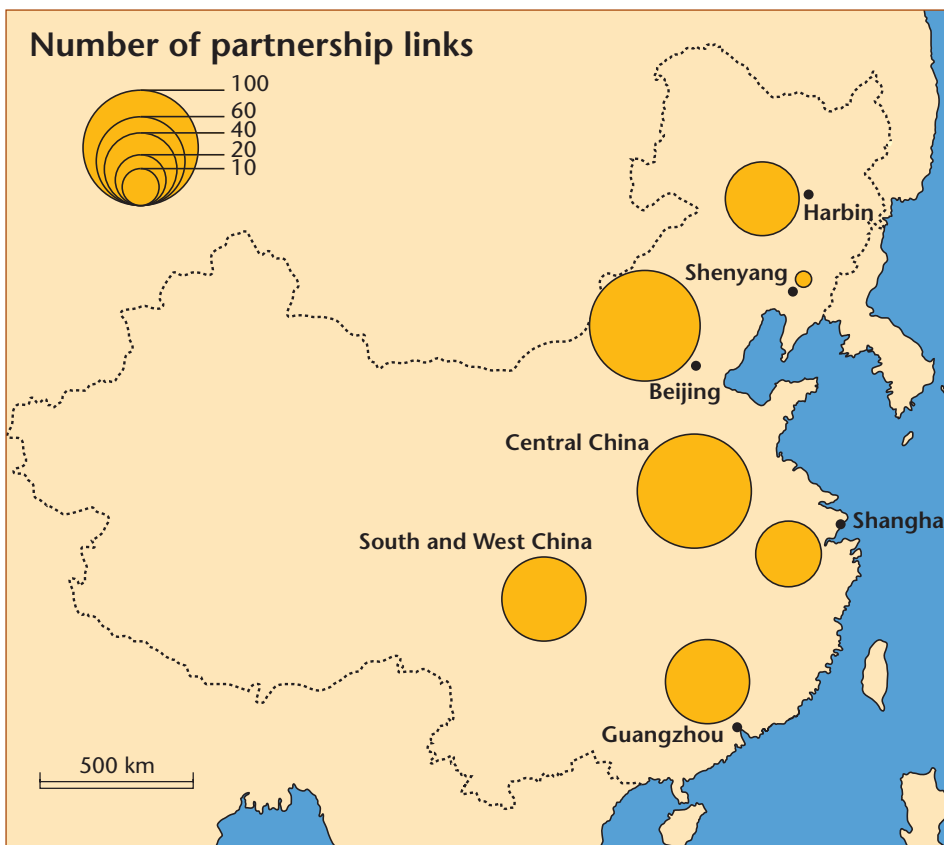 Number of partnership links
100
60
40
20
10
Harbin
Shenyang
Beijing
Central China
Shangha
South and West China
Guangzhou
500 km